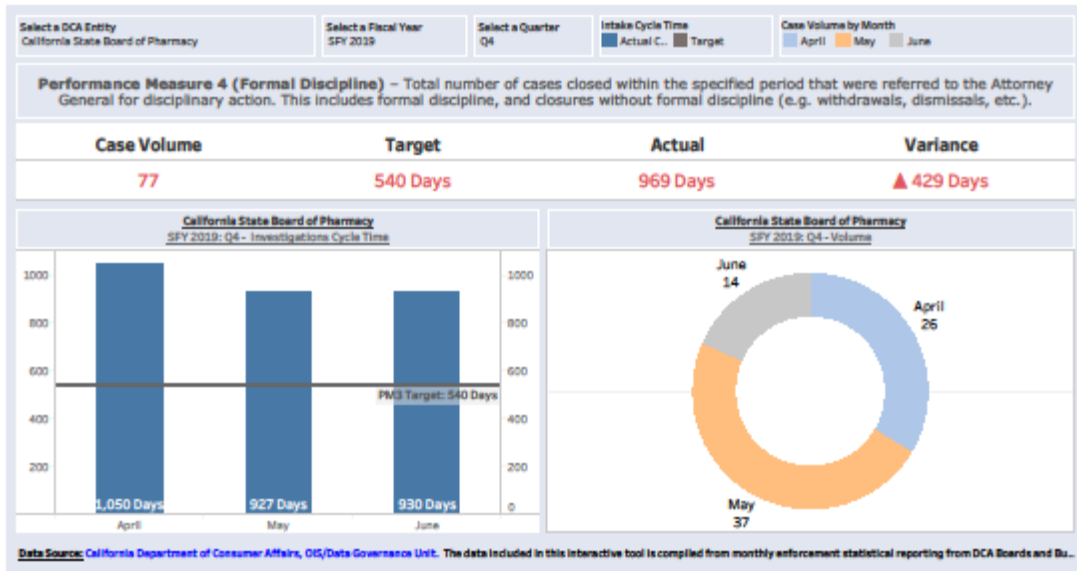 Select a DCA Entity
California State Board of Pharmacy
Select a Fiscal Year
SFY 2019
Select a Quarter
Q4
Intake Cycle Time
Actual C.. Target
Case Volume by Month
April May June
Performance Measure 4 (Formal Discipline) – Total number of cases closed within the specified period that were referred to the Attorney
General for disciplinary action. This includes formal discipline, and closures without formal discipline (e.g. withdrawals, dismissals, etc.).
Case Volume Target Actual Variance
77 540 Days 969 Days ▲ 429 Days
California State Board of Pharmacy
SFY 2019: Q4 - Investigations Cycle Time
1000
800
600
400
200
1000
800
600
400
200
0
PM3 Target: 540 Days
1,050 Days 927 Days 930 Days
April May June
California State Board of Pharmacy
SFY 2019: Q4 - Volume
June
14
April
26
May
37
Data Source: California Department of Consumer Affairs, OIS/Data Governance Unit. The data included in this interactive tool is compiled from monthly enforcement statistical reporting from DCA Boards and Bu...